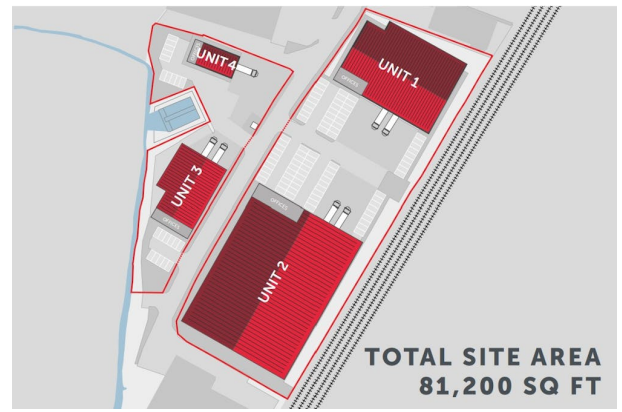 UNIT 4
UNIT 1
OFFICES
UNIT 3
OFFICES
OFFICES
UNIT 2
TOTAL SITE AREA
81,200 SQ FT